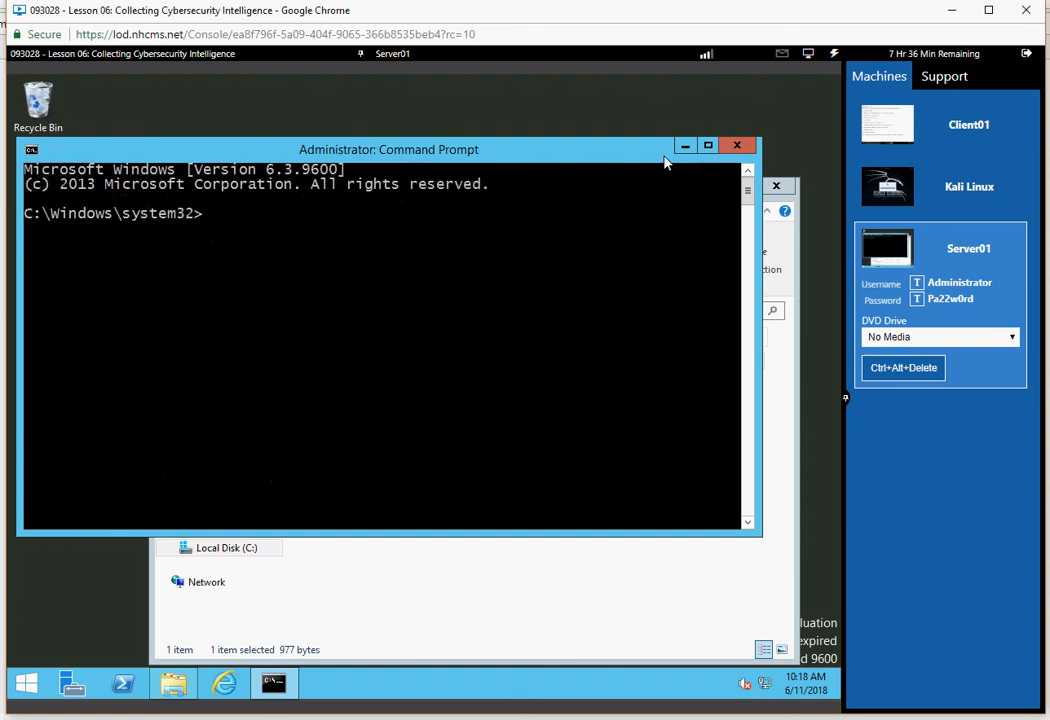 093028 - Lesson 06: Collecting Cybersecurity Intelligence - Google Chrome
Secure https://lod.nhcms.net/Console/ea8f796f-5a09-404f-9065-366b8535beb4?rc=10
093028 - Lesson 06: Collecting Cybersecurity Intelligence Server01 7 Hr 36 Min Remaining
Machines Support
Recycle Bin
Client01
Administrator: Command Prompt
Microsoft Windows [Version 6.3.9600]
(c) 2013 Microsoft Corporation. All rights reserved.
C:\Windows\system32>
Kali Linux
Server01
Username T Administrator
Password T Pa22w0rd
DVD Drive
No Media
Ctrl+Alt+Delete
e
ction
Local Disk (C:)
Network
1 item 1 item selected 977 bytes
luation
expired
d 9600
10:18 AM
6/11/2018